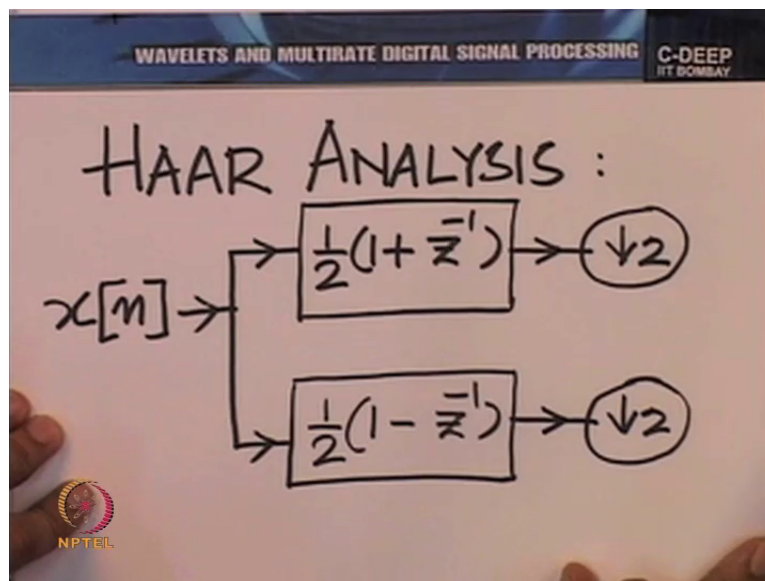 WAVELETS AND MULTIRATE DIGITAL SIGNAL PROCESSING
C-DEEP
IIT BOMBAY
HAAR ANALYSIS :
1/2(1 + z^-1)
↓2
x[n]
1/2(1 - z^-1)
↓2
NPTEL